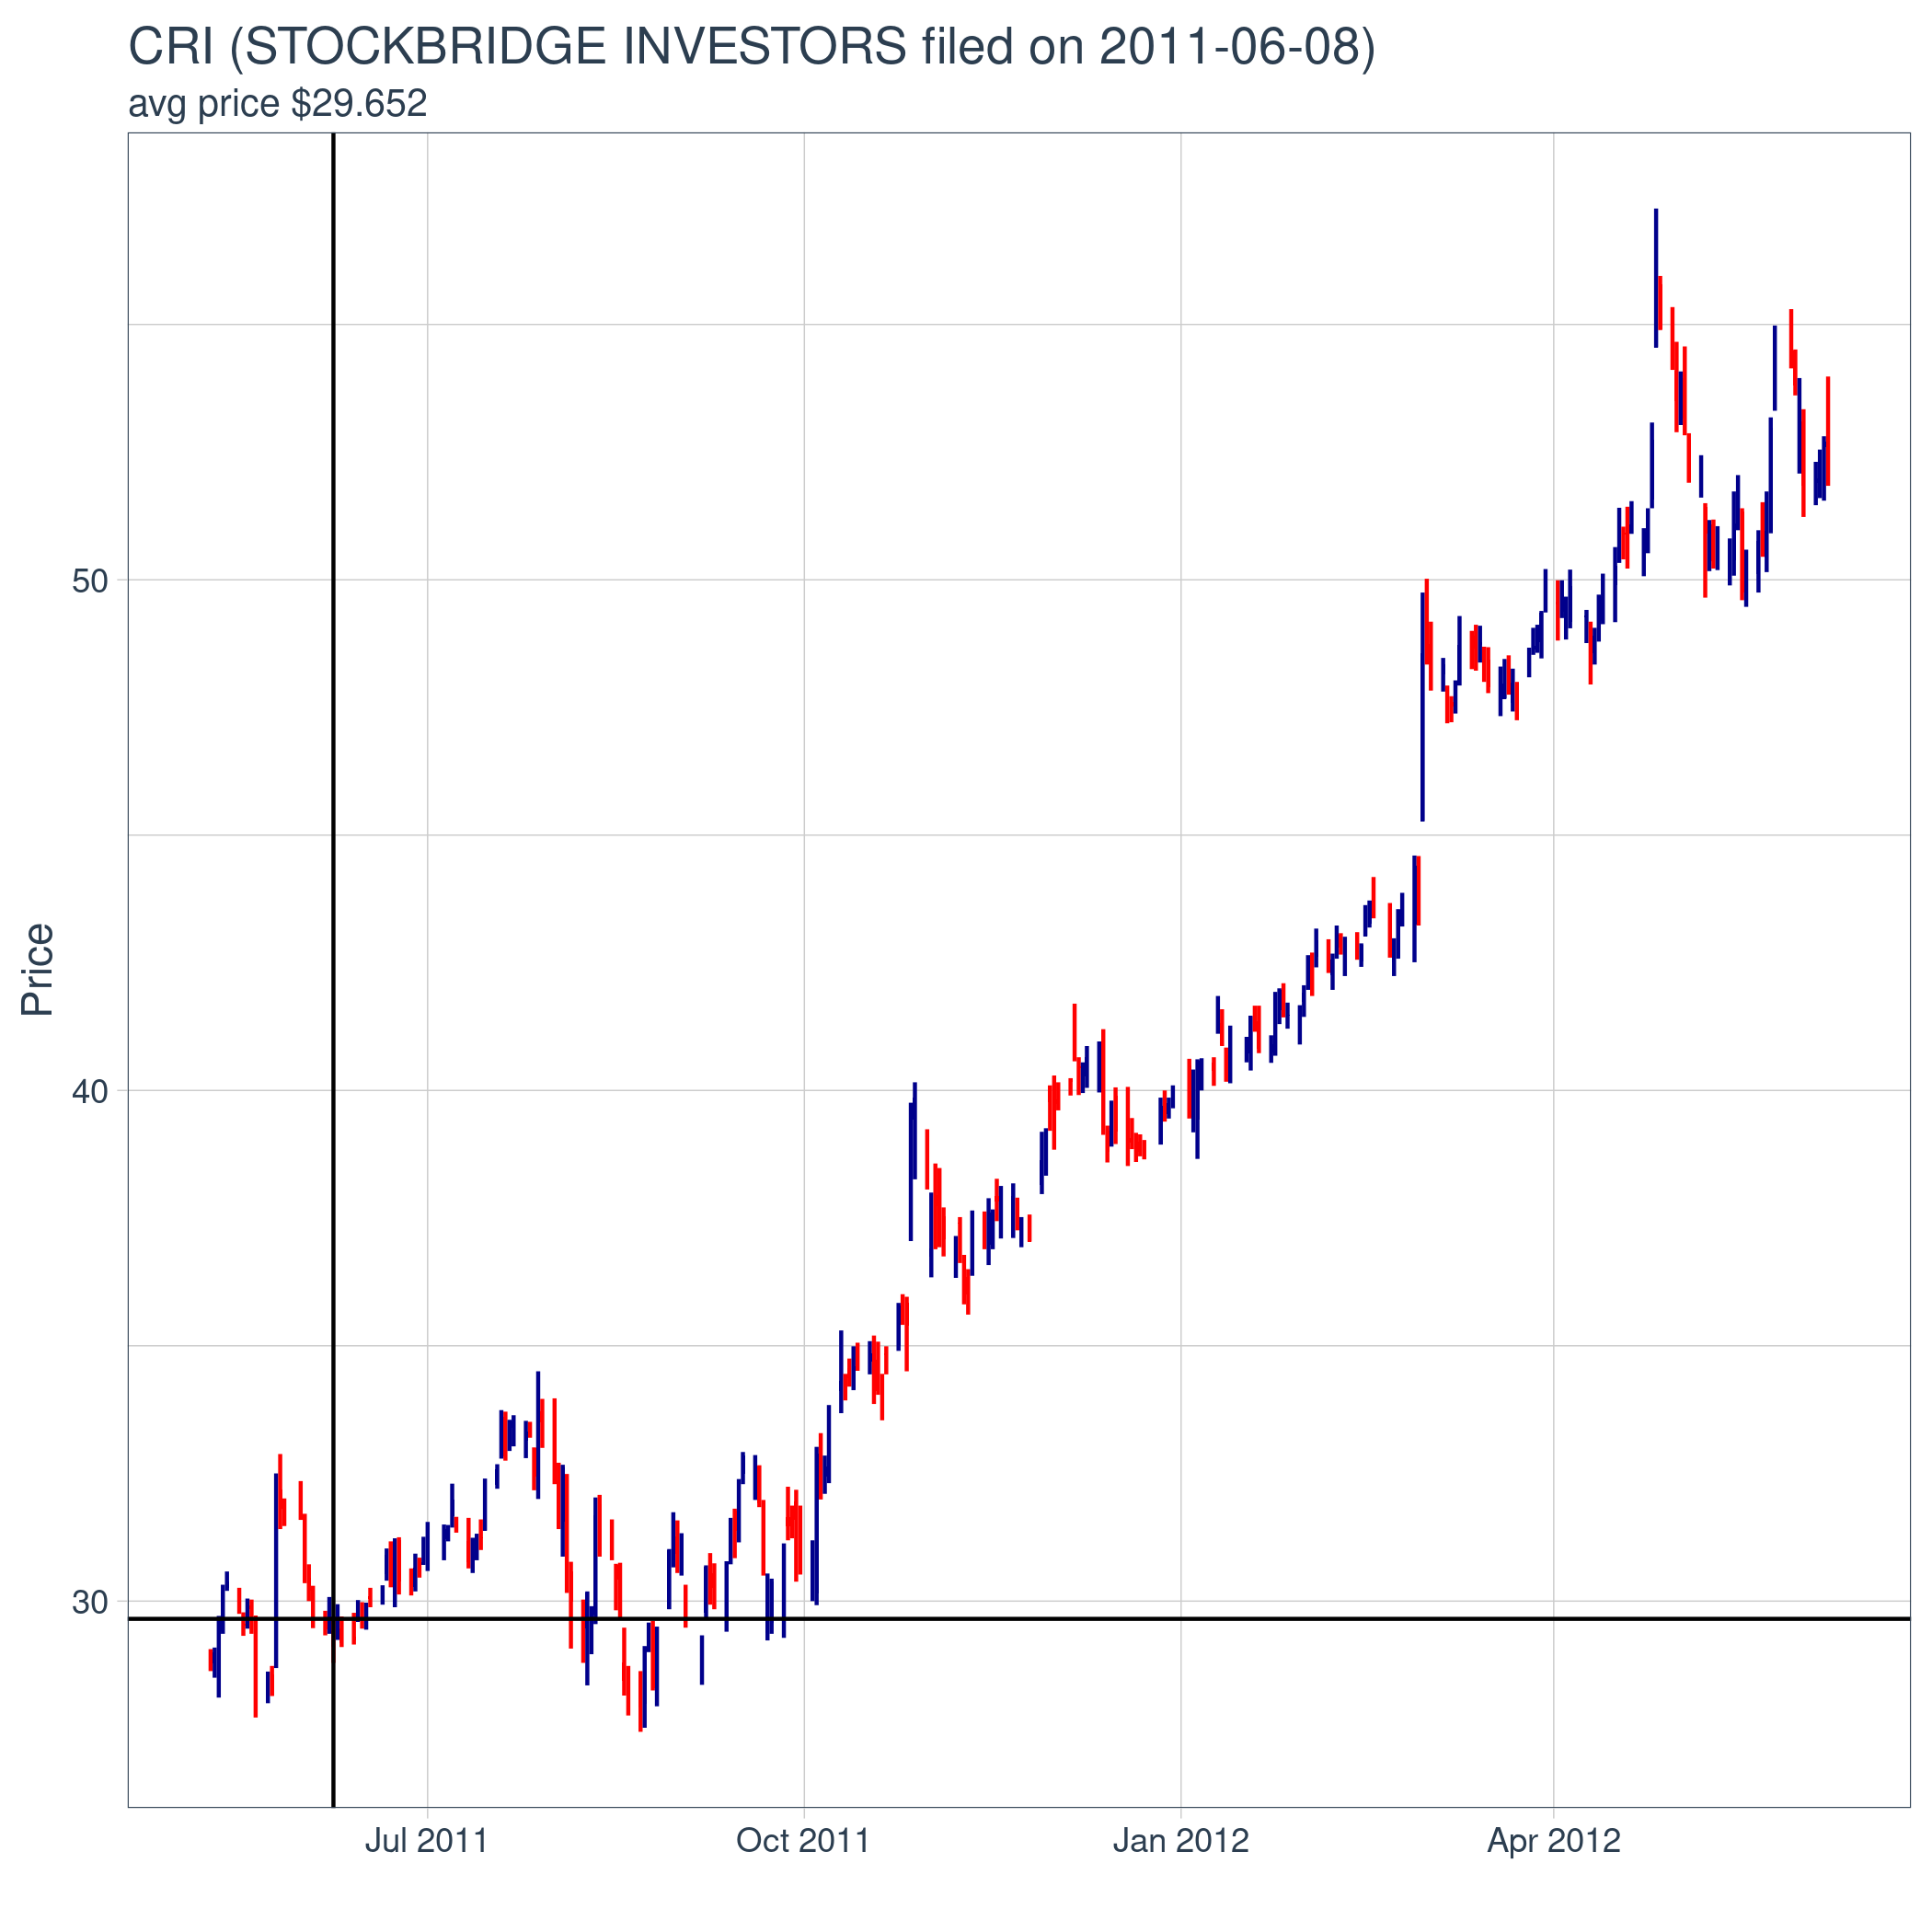 CRI (STOCKBRIDGE INVESTORS filed on 2011-06-08)
avg price $29.652
Price
50
40
30
Jul 2011
Oct 2011
Jan 2012
Apr 2012